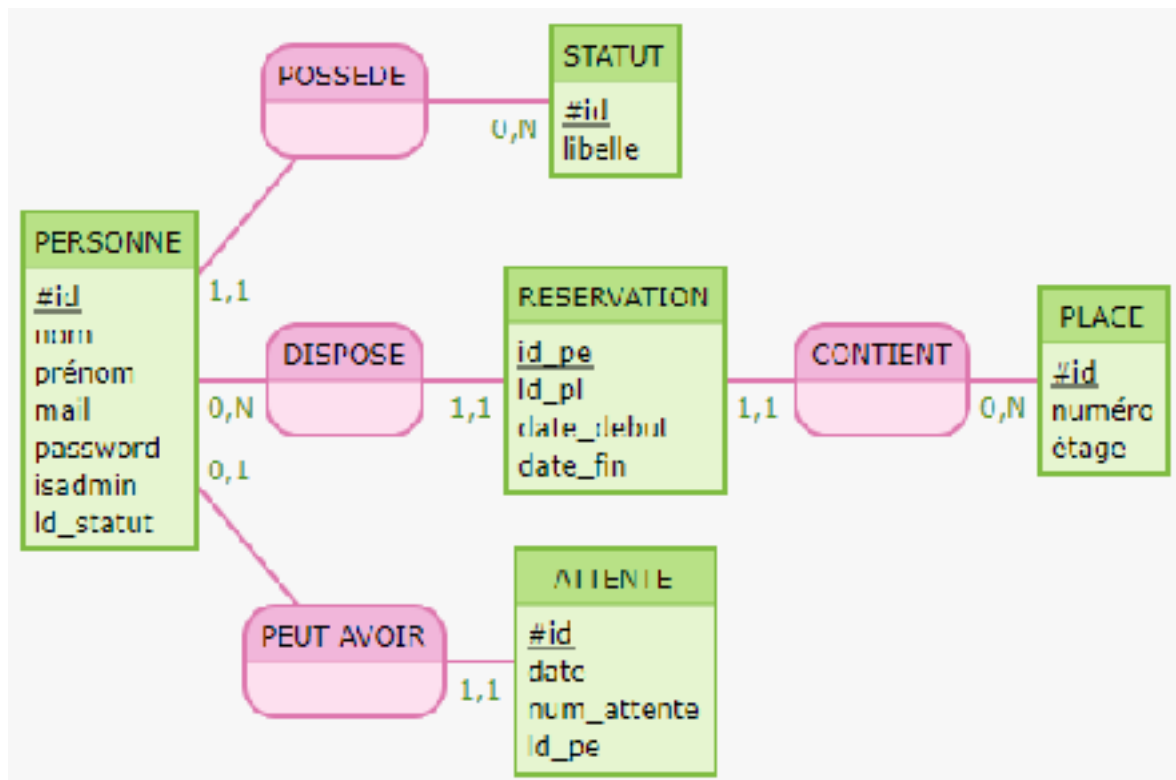 POSSEDE
0,N
STATUT
#id
libelle
PERSONNE
#id
nom
prénom
mail
password
isadmin
Id_statut
1,1
0,N
0,1
DISPOSE
1,1
RESERVATION
id_pe
Id_pl
date_debut
date_fin
1,1
CONTIENT
0,N
PLACE
#id
numéro
étage
PEUT AVOIR
1,1
ATTENTE
#id
date
num_attente
Id_pe